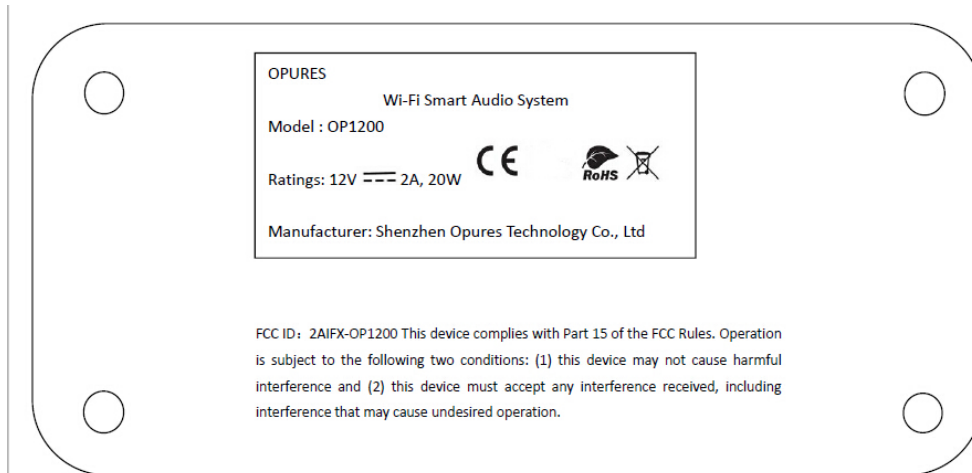 OPURES
Wi-Fi Smart Audio System
Model : OP1200
CE
RoHS
Ratings: 12V 2A, 20W
Manufacturer: Shenzhen Opures Technology Co., Ltd
FCC ID：2AIFX-OP1200 This device complies with Part 15 of the FCC Rules. Operation
is subject to the following two conditions: (1) this device may not cause harmful
interference and (2) this device must accept any interference received, including
interference that may cause undesired operation.